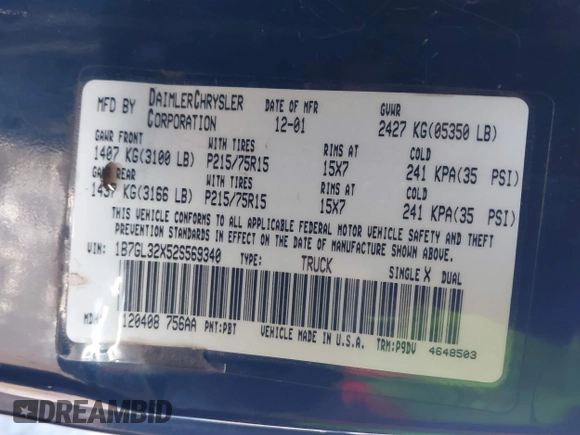 MFD BY DAIMLERCHRYSLER CORPORATION DATE OF MFR 12-01 GVWR 2427 KG(05350 LB)
GAWR FRONT WITH TIRES RIMS AT COLD
1407 KG(3100 LB) P215/75R15 15X7 241 KPA(35 PSI)
REAR WITH TIRES RIMS AT COLD
1437 KG(3166 LB) P215/75R15 15X7 241 KPA(35 PSI)
THIS VEHICLE CONFORMS TO ALL APPLICABLE FEDERAL MOTOR VEHICLE SAFETY AND THEFT
PREVENTION STANDARDS IN EFFECT ON THE DATE OF MANUFACTURE SHOWN ABOVE.
VIN: 1B7GL32X52S569340 TYPE: TRUCK SINGLE X DUAL
MDH: 120408 756AA PNT:PBT VEHICLE MADE IN U.S.A. TRM:P9DV 4648503
DREAMBID